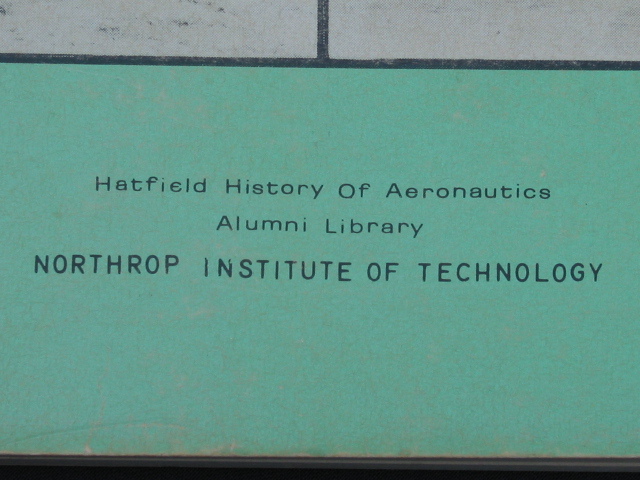 Hatfield History Of Aeronautics
Alumni Library
NORTHROP INSTITUTE OF TECHNOLOGY